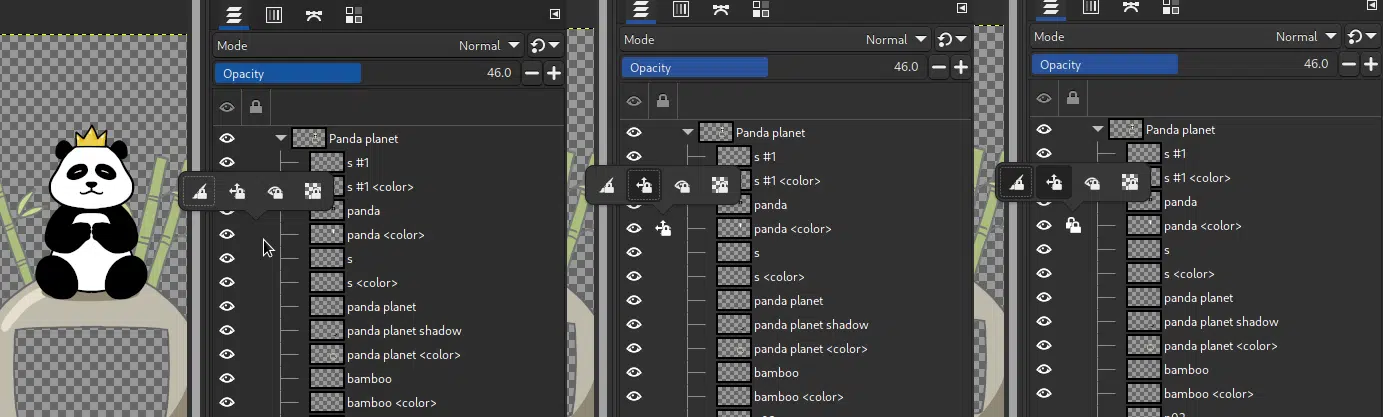 Mode Normal
Opacity 46.0
Panda planet
s #1
s #1 <color>
panda
panda <color>
s
s <color>
panda planet
panda planet shadow
panda planet <color>
bamboo
bamboo <color>
Mode Normal
Opacity 46.0
Panda planet
s #1
s #1 <color>
panda
panda <color>
s
s <color>
panda planet
panda planet shadow
panda planet <color>
bamboo
bamboo <color>
Mode Normal
Opacity 46.0
Panda planet
s #1
s #1 <color>
panda
panda <color>
s
s <color>
panda planet
panda planet shadow
panda planet <color>
bamboo
bamboo <color>